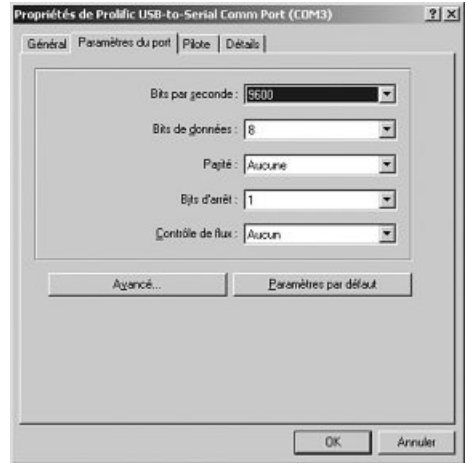 Propriétés de Prolific USB-to-Serial Comm Port (COM3)
Général Paramètres du port Pilote Détails
Bits par seconde : 9600
Bits de données : 8
Parité : Aucune
Bits d'arrêt : 1
Contrôle de flux : Aucun
Avancé... Paramètres par défaut
OK Annuler